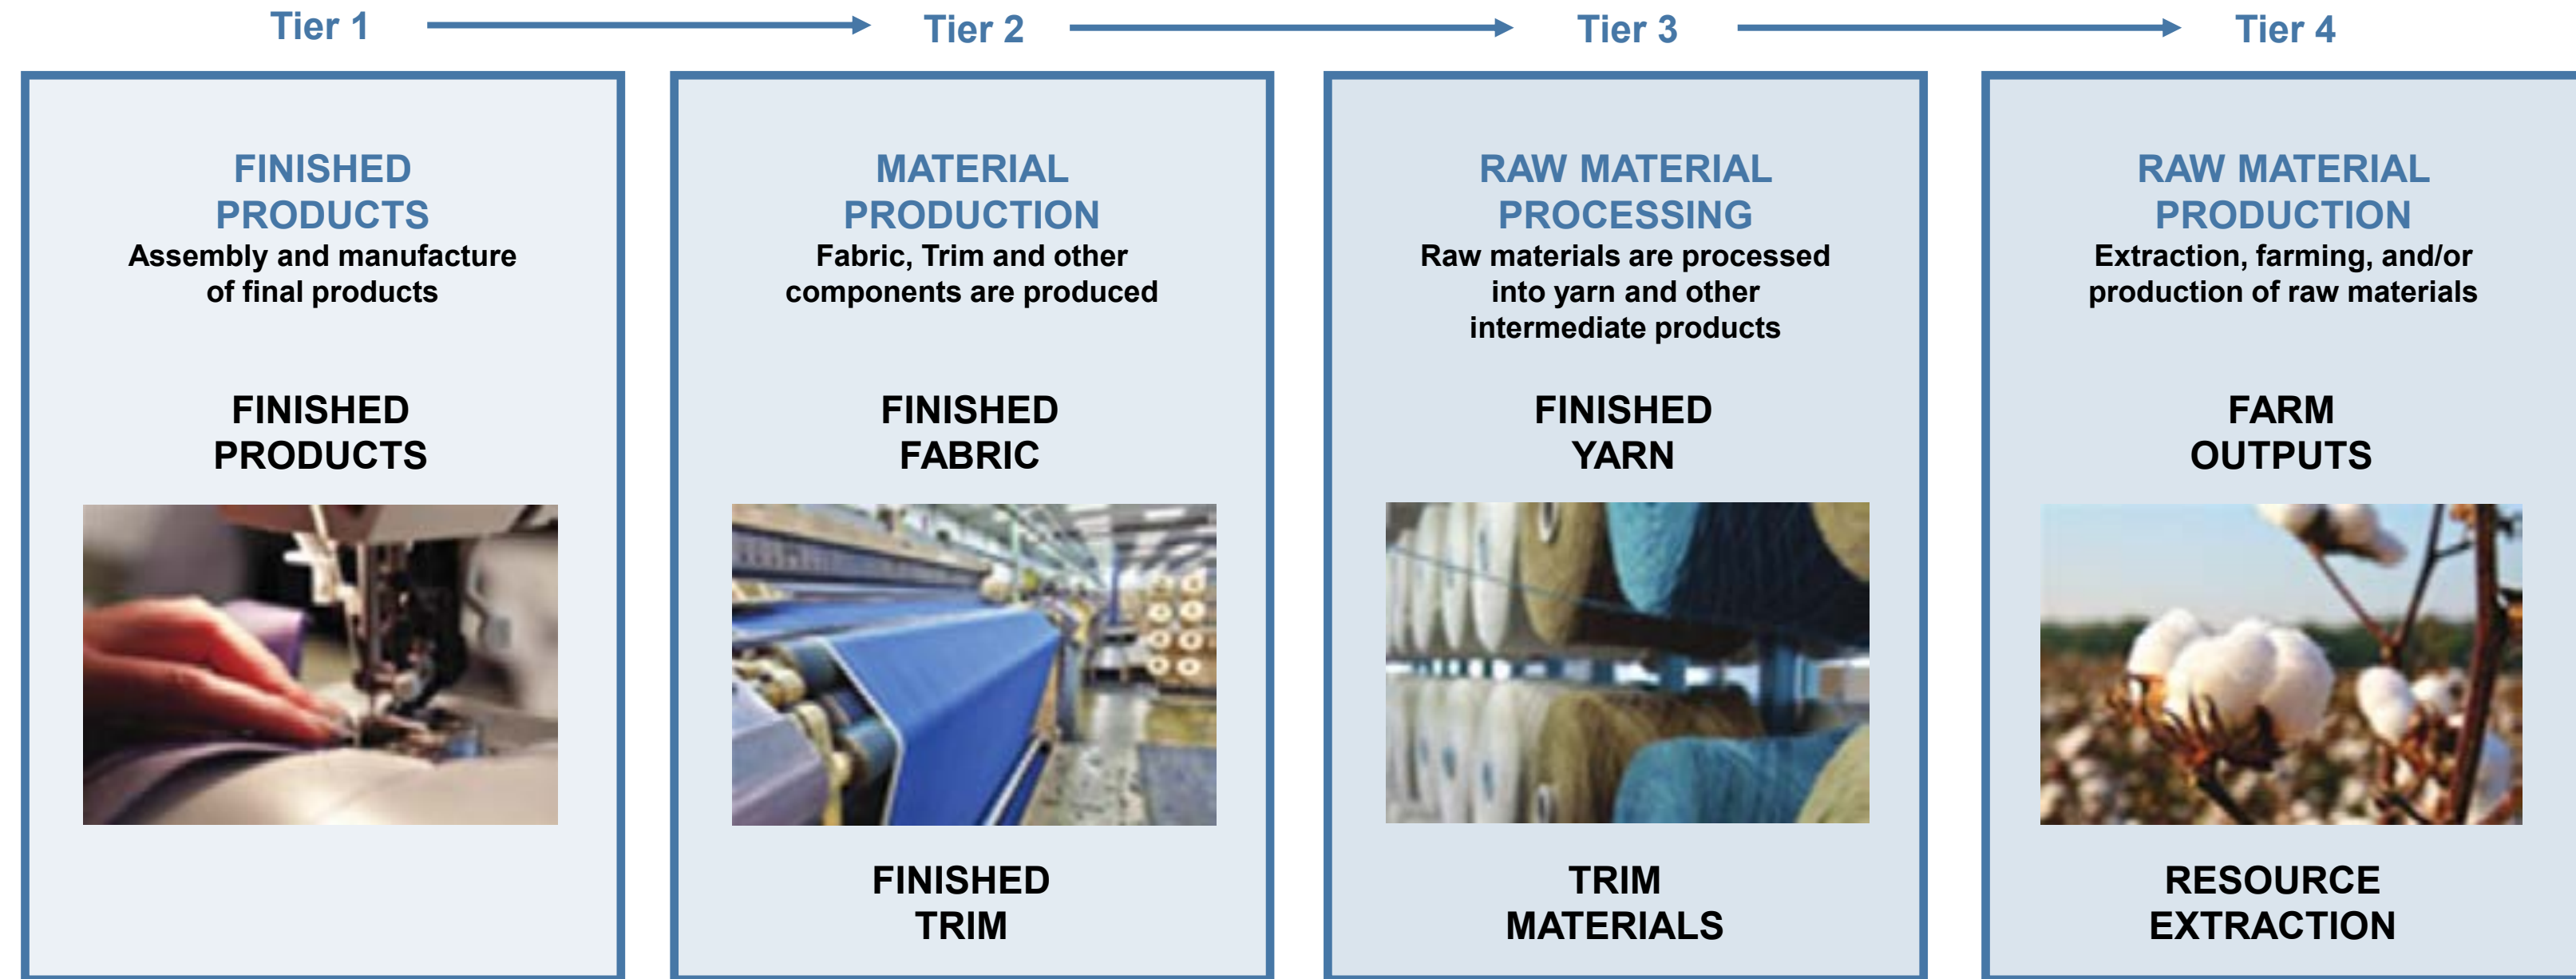 Tier 1
Tier 2
Tier 3
Tier 4
FINISHED
PRODUCTS
Assembly and manufacture
of final products
FINISHED
PRODUCTS
MATERIAL
PRODUCTION
Fabric, Trim and other
components are produced
FINISHED
FABRIC
FINISHED
TRIM
RAW MATERIAL
PROCESSING
Raw materials are processed
into yarn and other
intermediate products
FINISHED
YARN
TRIM
MATERIALS
RAW MATERIAL
PRODUCTION
Extraction, farming, and/or
production of raw materials
FARM
OUTPUTS
RESOURCE
EXTRACTION